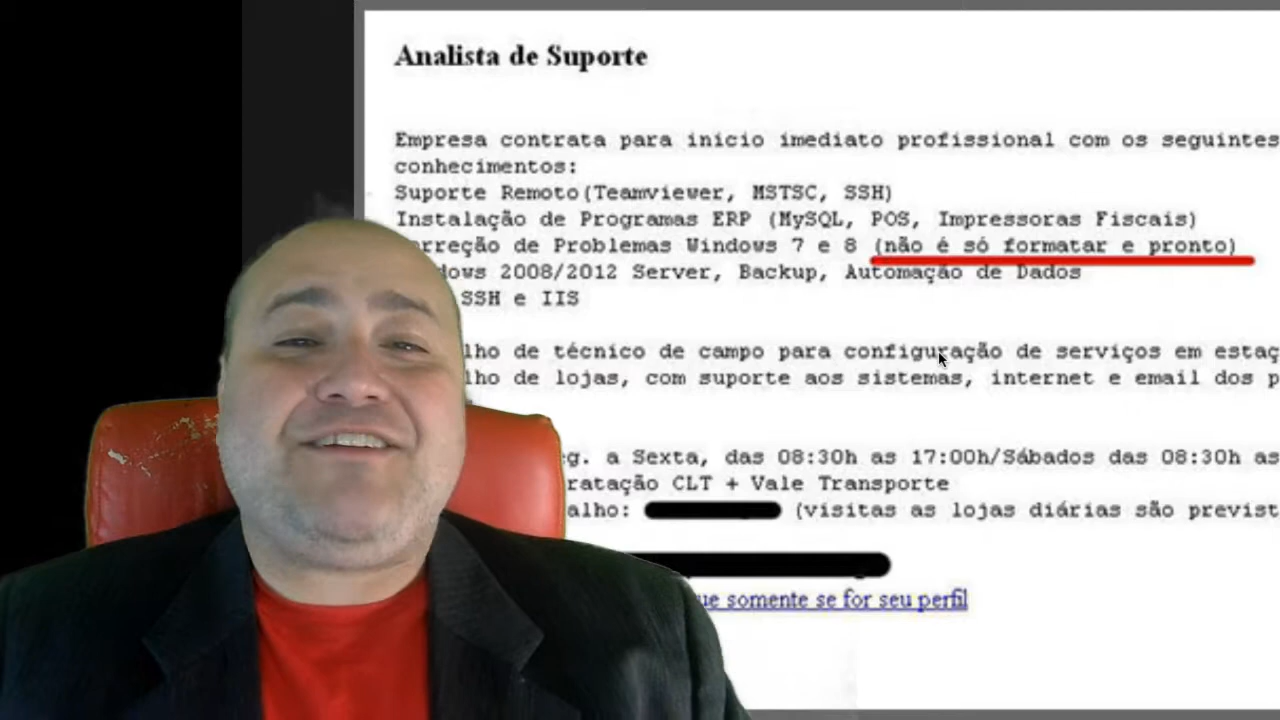 Analista de Suporte
Empresa contrata para inicio imediato profissional com os seguintes
conhecimentos:
Suporte Remoto(Teamviewer, MSTSC, SSH)
Instalação de Programas ERP (MySQL, POS, Impressoras Fiscais)
orreção de Problemas Windows 7 e 8 (não é só formatar e pronto)
dows 2008/2012 Server, Backup, Automação de Dados
SSH e IIS
lho de técnico de campo para configuração de serviços em estaç
lho de lojas, com suporte aos sistemas, internet e email dos p
eg. a Sexta, das 08:30h as 17:00h/Sábados das 08:30h as
ratação CLT + Vale Transporte
alho: (visitas as lojas diárias são previst
ue somente se for seu perfil